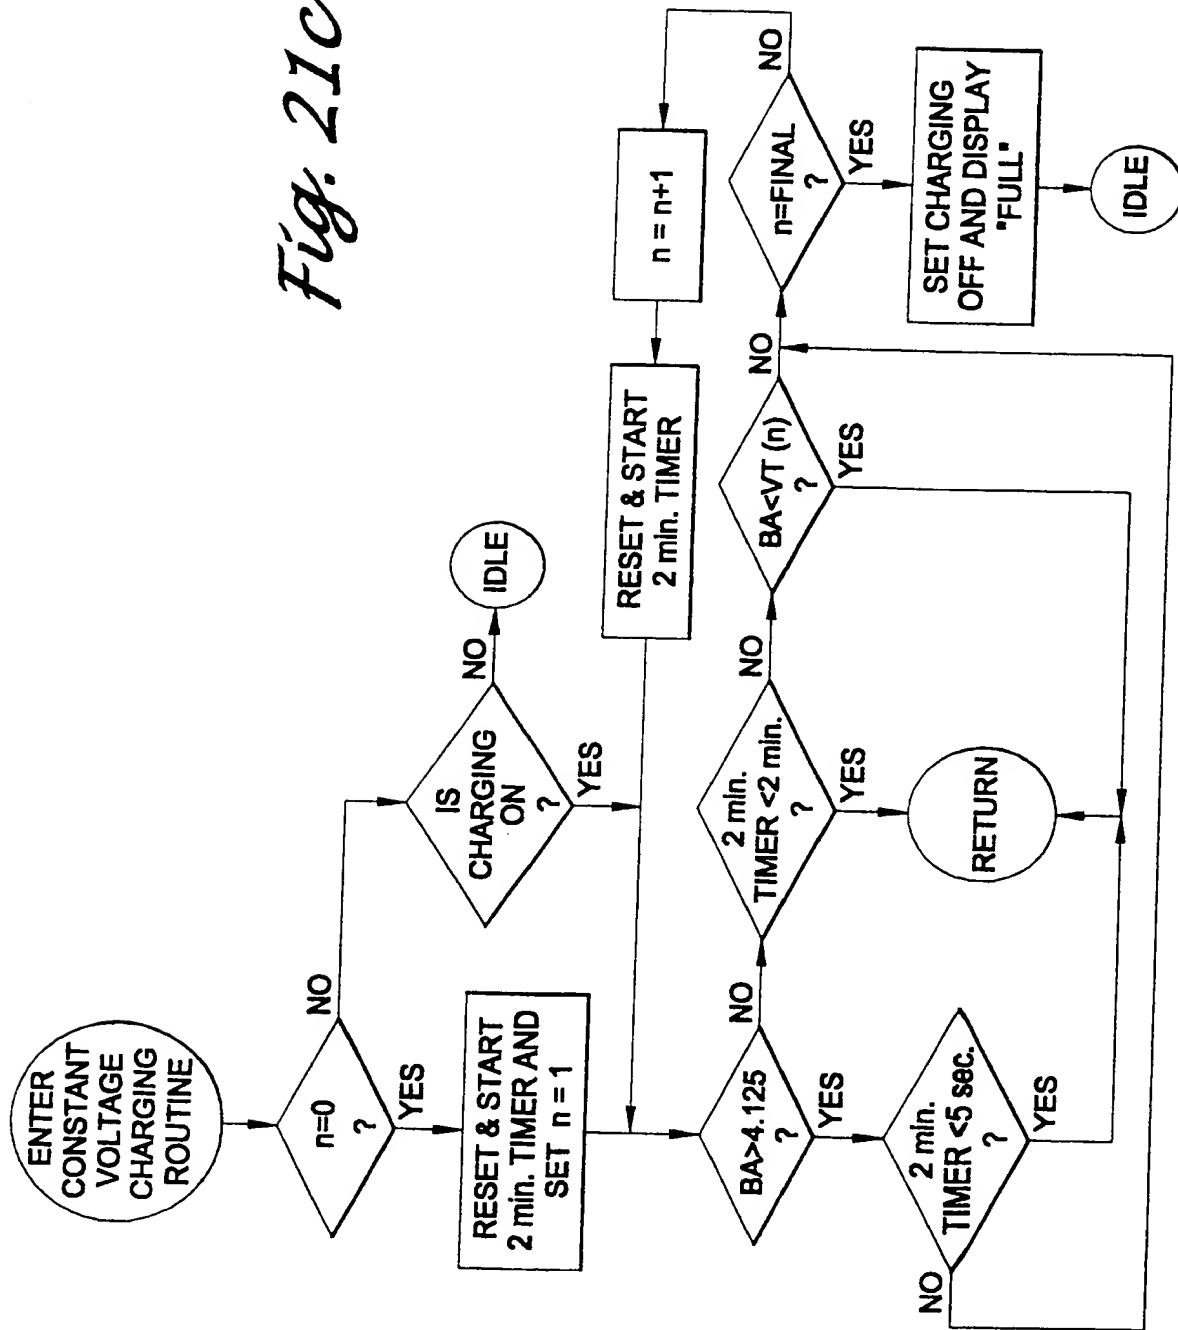 Fig. 21c
ENTER
CONSTANT
VOLTAGE
CHARGING
ROUTINE
n=0
?
NO
YES
IS
CHARGING
ON
?
NO
YES
IDLE
RESET & START
2 min. TIMER AND
SET n = 1
RESET & START
2 min. TIMER
n = n+1
BA>4.125
?
NO
YES
2 min.
TIMER <2 min.
?
NO
YES
BA<VT (n)
?
NO
YES
n=FINAL
?
NO
YES
2 min.
TIMER <5 sec.
?
NO
YES
RETURN
SET CHARGING
OFF AND DISPLAY
"FULL"
IDLE